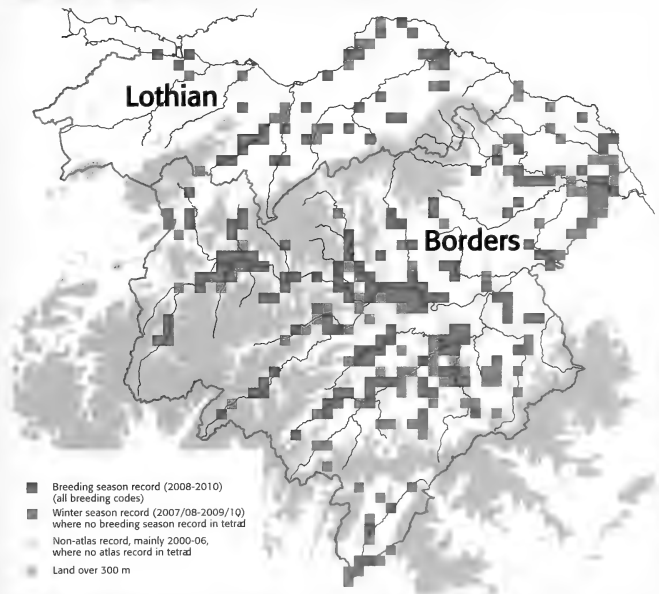 Lothian
Borders
Breeding season record (2008-2010)
(all breeding codes)
Winter season record (2007/08-2009/10)
where no breeding season record in tetrad
Non-atlas record, mainly 2000-06,
where no atlas record in tetrad
Land over 300 m